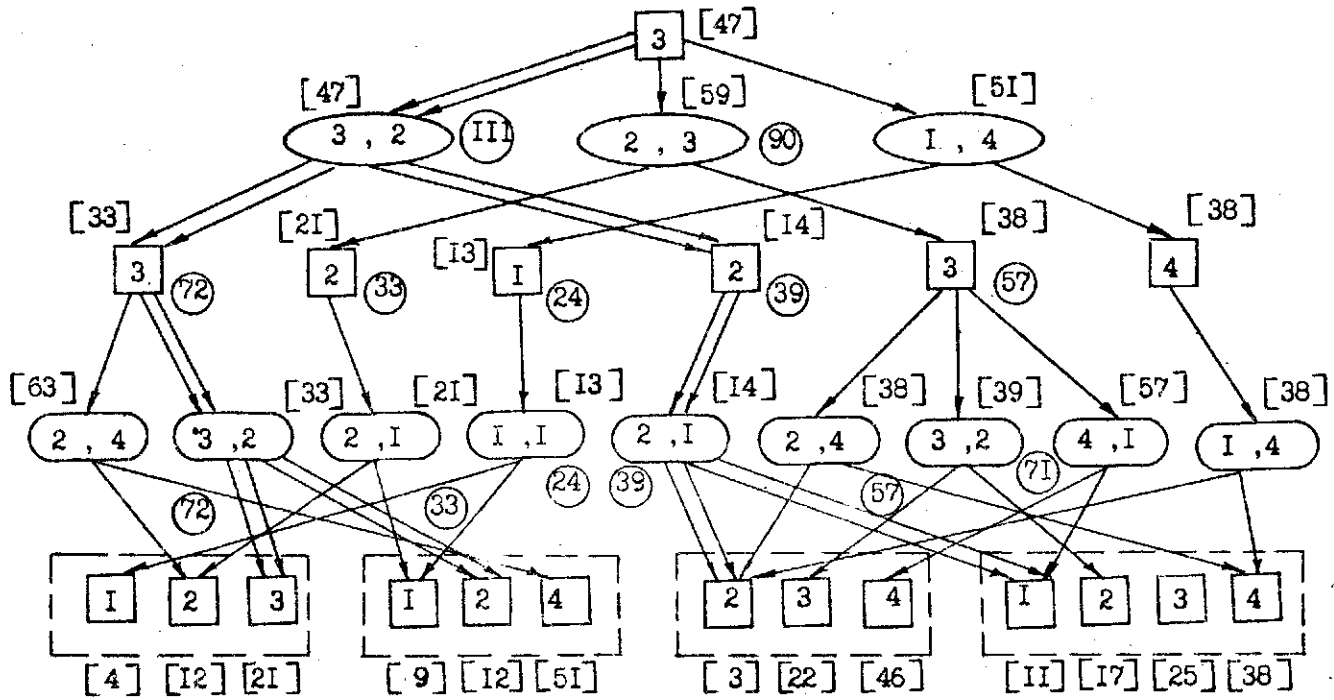 3 [47]
[47] [59] [5I]
3 , 2 III 2 , 3 90 I , 4
[33] [2I] [I3] [I4] [38] [38]
3 2 I 2 3 4
72 33 24 39 57
[63] [33] [2I] [I3] [I4] [38] [39] [57] [38]
2 , 4 3 ,2 2 ,I I ,I 2 ,I 2 ,4 3 ,2 4 ,I I ,4
72 33 24 39 57 7I
I 2 3 I 2 4 2 3 4 I 2 3 4
[4] [I2] [2I] [9] [I2] [5I] [3] [22] [46] [II] [I7] [25] [38]